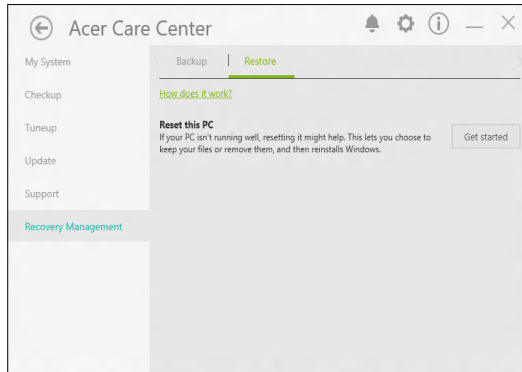 Acer Care Center
My System
Backup
Restore
Checkup
How does it work?
Tuneup
Reset this PC
If your PC isn't running well, resetting it might help. This lets you choose to
keep your files or remove them, and then reinstalls Windows.
Get started
Update
Support
Recovery Management